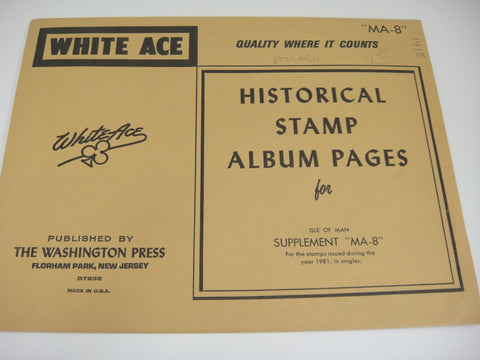 "MA-8"
WHITE ACE
QUALITY WHERE IT COUNTS
HISTORICAL
STAMP
ALBUM PAGES
for
White Ace
ISLE OF MAN
SUPPLEMENT "MA-8"
For the stamps issued during the
year 1981, in singles.
PUBLISHED BY
THE WASHINGTON PRESS
FLORHAM PARK, NEW JERSEY
07932
MADE IN U.S.A.